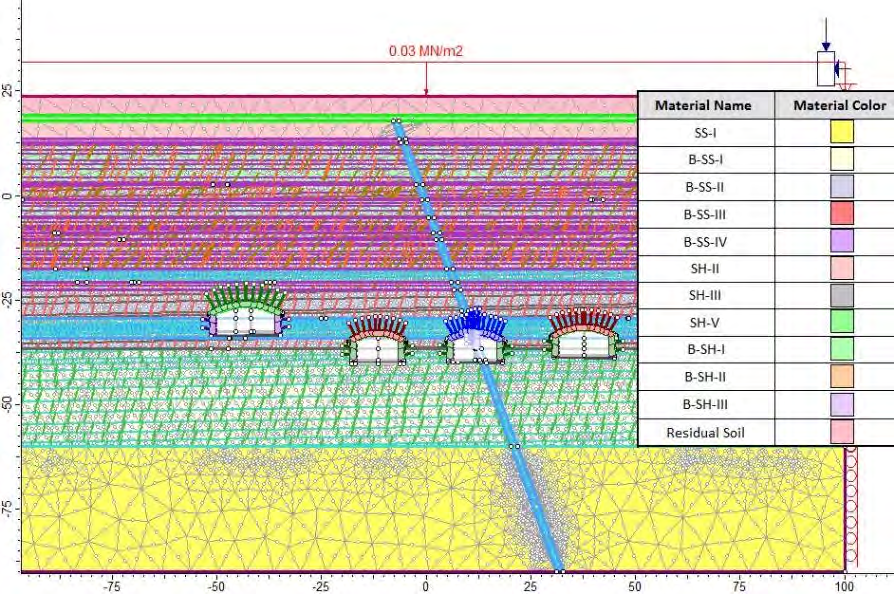 0.03 MN/m2
25
0
-25
-50
-75
Material Name Material Color
SS-I
B-SS-I
B-SS-II
B-SS-III
B-SS-IV
SH-II
SH-III
SH-V
B-SH-I
B-SH-II
B-SH-III
Residual Soil
-75 -50 -25 0 25 50 75 100